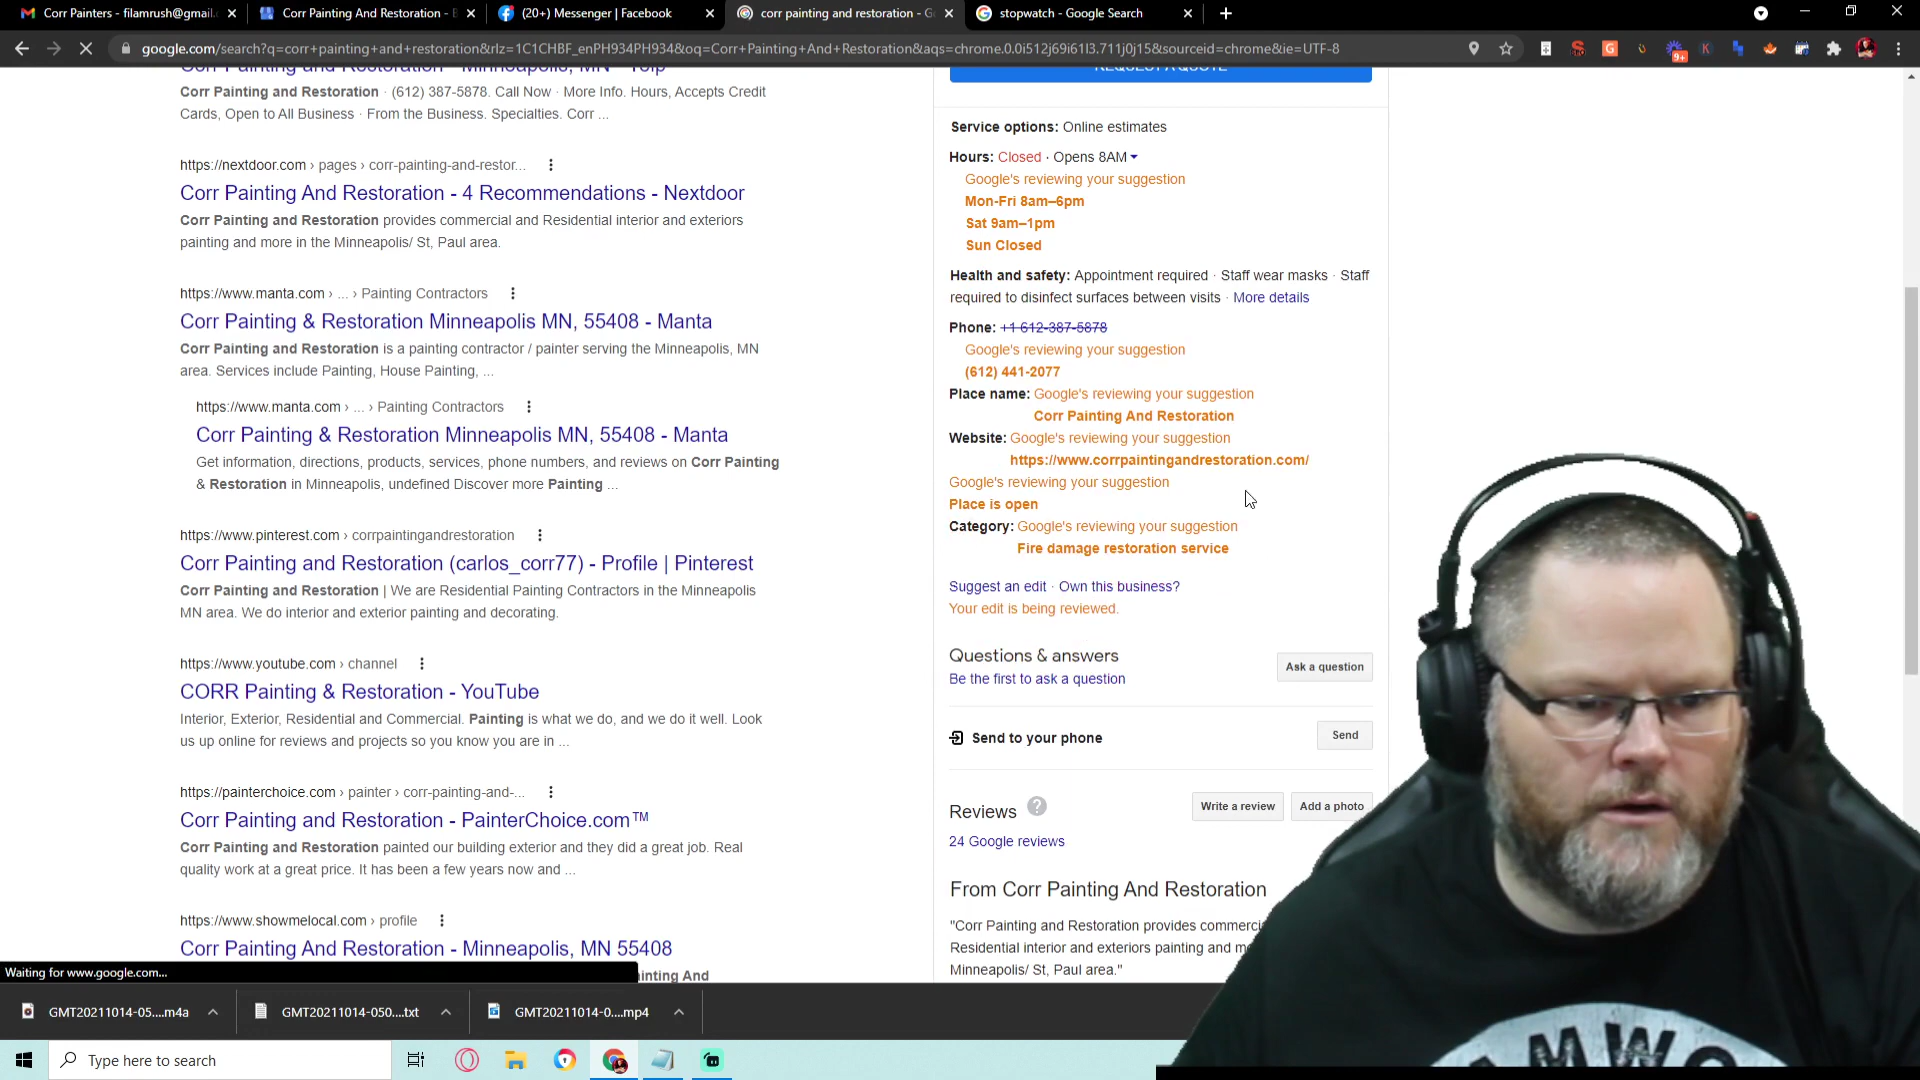 Corr Painters - filamrush@gmail.
Corr Painting And Restoration - B
(20+) Messenger | Facebook
corr painting and restoration - Go
stopwatch - Google Search
google.com/search?q=corr+painting+and+restoration&rlz=1C1CHBF_enPH934PH934&oq=Corr+Painting+And+Restoration&aqs=chrome.0.0i512j69i61l3.711j0j15&sourceid=chrome&ie=UTF-8
9+
Corr Painting and Restoration - Minneapolis, MN - Yelp
Corr Painting and Restoration · (612) 387-5878. Call Now · More Info. Hours, Accepts Credit
Cards, Open to All Business · From the Business. Specialties. Corr ...
https://nextdoor.com › pages › corr-painting-and-restor...
Corr Painting And Restoration - 4 Recommendations - Nextdoor
Corr Painting and Restoration provides commercial and Residential interior and exteriors
painting and more in the Minneapolis/ St, Paul area.
https://www.manta.com › ... › Painting Contractors
Corr Painting & Restoration Minneapolis MN, 55408 - Manta
Corr Painting and Restoration is a painting contractor / painter serving the Minneapolis, MN
area. Services include Painting, House Painting, ...
https://www.manta.com › ... › Painting Contractors
Corr Painting & Restoration Minneapolis MN, 55408 - Manta
Get information, directions, products, services, phone numbers, and reviews on Corr Painting
& Restoration in Minneapolis, undefined Discover more Painting ...
https://www.pinterest.com › corrpaintingandrestoration
Corr Painting and Restoration (carlos_corr77) - Profile | Pinterest
Corr Painting and Restoration | We are Residential Painting Contractors in the Minneapolis
MN area. We do interior and exterior painting and decorating.
https://www.youtube.com › channel
CORR Painting & Restoration - YouTube
Interior, Exterior, Residential and Commercial. Painting is what we do, and we do it well. Look
us up online for reviews and projects so you know you are in ...
https://painterchoice.com › painter › corr-painting-and-...
Corr Painting and Restoration - PainterChoice.com™
Corr Painting and Restoration painted our building exterior and they did a great job. Real
quality work at a great price. It has been a few years now and ...
https://www.showmelocal.com › profile
Corr Painting And Restoration - Minneapolis, MN 55408
inting And
Waiting for www.google.com...
REQUEST A QUOTE
Service options: Online estimates
Hours: Closed · Opens 8AM
Google's reviewing your suggestion
Mon-Fri 8am–6pm
Sat 9am–1pm
Sun Closed
Health and safety: Appointment required · Staff wear masks · Staff
required to disinfect surfaces between visits · More details
Phone: +1 612-387-5878
Google's reviewing your suggestion
(612) 441-2077
Place name: Google's reviewing your suggestion
Corr Painting And Restoration
Website: Google's reviewing your suggestion
https://www.corrpaintingandrestoration.com/
Google's reviewing your suggestion
Place is open
Category: Google's reviewing your suggestion
Fire damage restoration service
Suggest an edit · Own this business?
Your edit is being reviewed.
Questions & answers
Be the first to ask a question
Ask a question
Send to your phone
Send
Reviews
Write a review
Add a photo
24 Google reviews
From Corr Painting And Restoration
"Corr Painting and Restoration provides commerci
Residential interior and exteriors painting and m
Minneapolis/ St, Paul area."
GMT20211014-05....m4a
GMT20211014-050....txt
GMT20211014-0....mp4
Type here to search